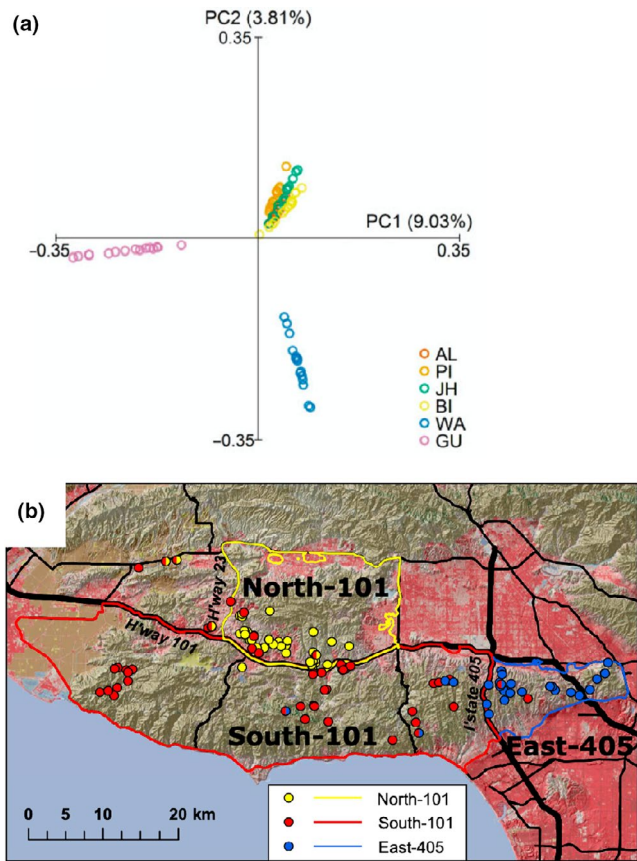 (a)
PC2 (3.81%)
0.35
PC1 (9.03%)
−0.35
0.35
AL
PI
JH
BI
WA
GU
−0.35
(b)
H'way 23
North-101
H'way 101
I'state 405
South-101
East-405
0 5 10 20 km
North-101
South-101
East-405